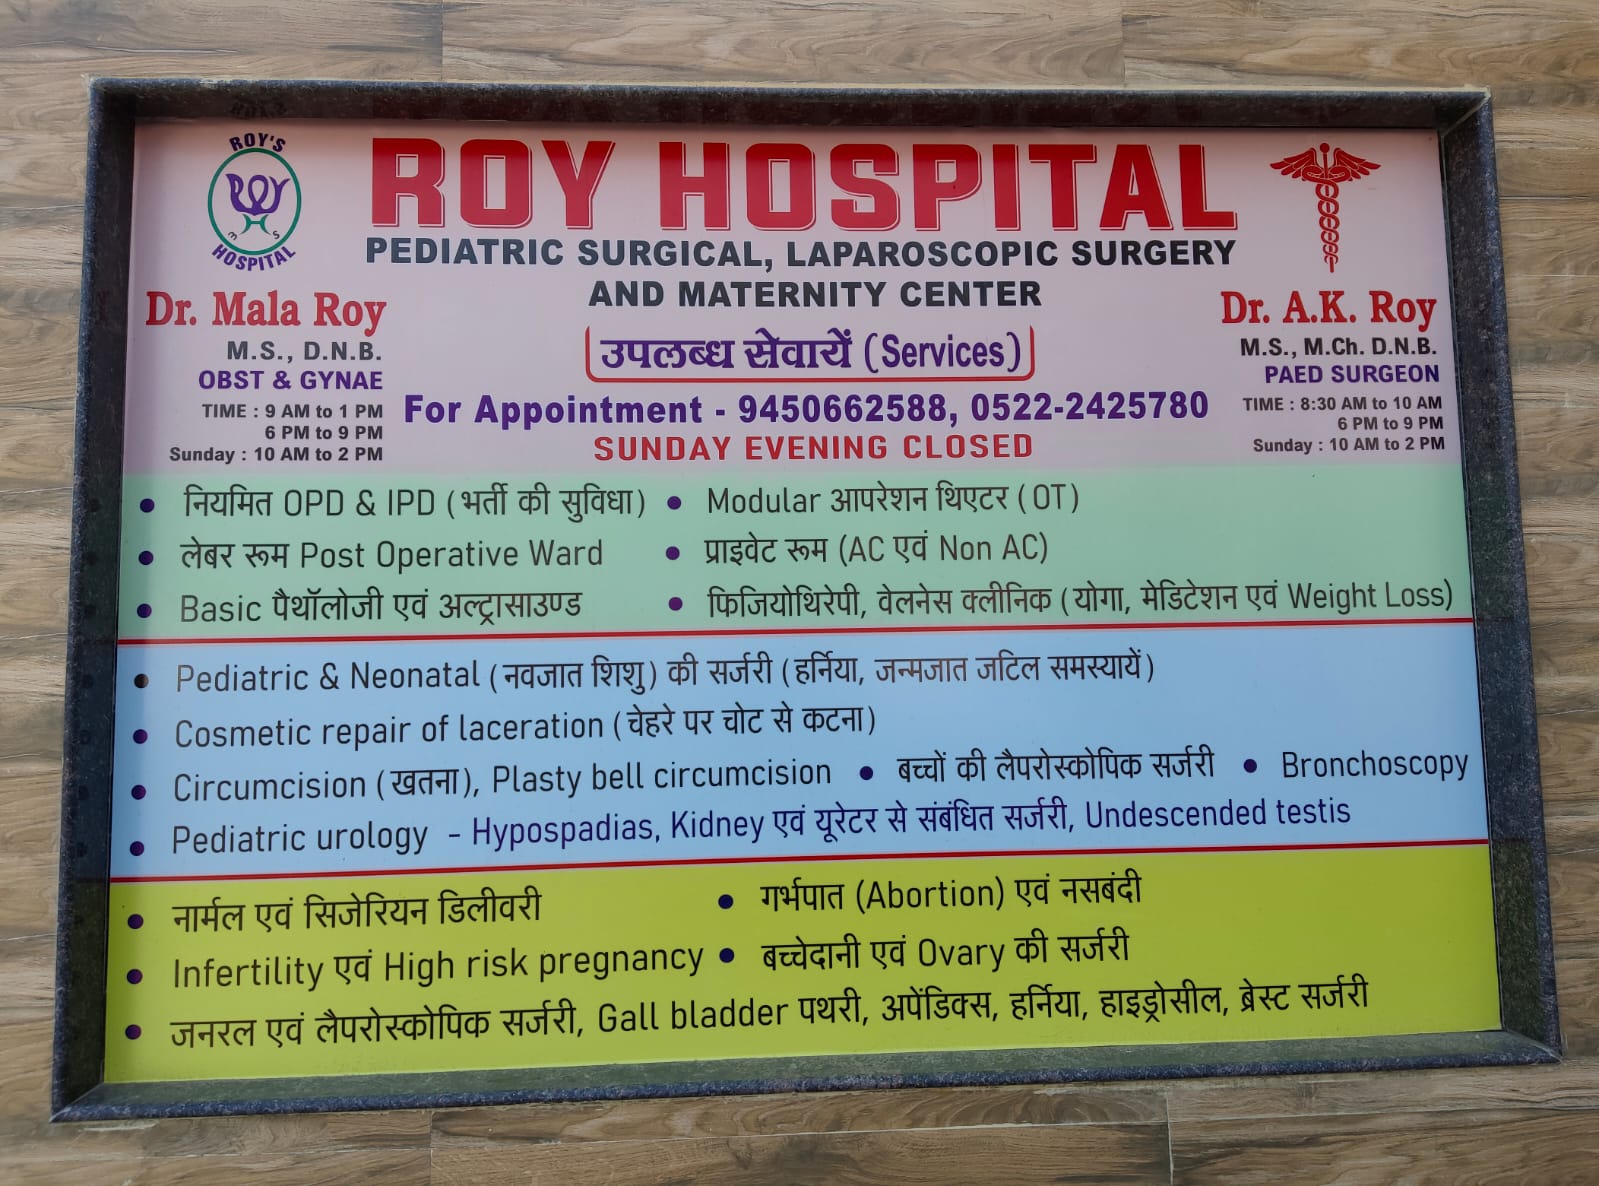 ROY'S
ROY
M S
HOSPITAL
ROY HOSPITAL
PEDIATRIC SURGICAL, LAPAROSCOPIC SURGERY
AND MATERNITY CENTER
Dr. Mala Roy
M.S., D.N.B.
OBST & GYNAE
TIME : 9 AM to 1 PM
6 PM to 9 PM
Sunday : 10 AM to 2 PM
उपलब्ध सेवायें (Services)
For Appointment - 9450662588, 0522-2425780
SUNDAY EVENING CLOSED
Dr. A.K. Roy
M.S., M.Ch. D.N.B.
PAED SURGEON
TIME : 8:30 AM to 10 AM
6 PM to 9 PM
Sunday : 10 AM to 2 PM
• नियमित OPD & IPD (भर्ती की सुविधा) • Modular आपरेशन थिएटर (OT)
• लेबर रूम Post Operative Ward • प्राइवेट रूम (AC एवं Non AC)
• Basic पैथॉलोजी एवं अल्ट्रासाउण्ड • फिजियोथिरेपी, वेलनेस क्लीनिक (योगा, मेडिटेशन एवं Weight Loss)
• Pediatric & Neonatal (नवजात शिशु) की सर्जरी (हर्निया, जन्मजात जटिल समस्यायें)
• Cosmetic repair of laceration (चेहरे पर चोट से कटना)
• Circumcision (खतना), Plasty bell circumcision • बच्चों की लैपरोस्कोपिक सर्जरी • Bronchoscopy
• Pediatric urology - Hypospadias, Kidney एवं यूरेटर से संबंधित सर्जरी, Undescended testis
• नार्मल एवं सिजेरियन डिलीवरी • गर्भपात (Abortion) एवं नसबंदी
• Infertility एवं High risk pregnancy • बच्चेदानी एवं Ovary की सर्जरी
• जनरल एवं लैपरोस्कोपिक सर्जरी, Gall bladder पथरी, अपेंडिक्स, हर्निया, हाइड्रोसील, ब्रेस्ट सर्जरी